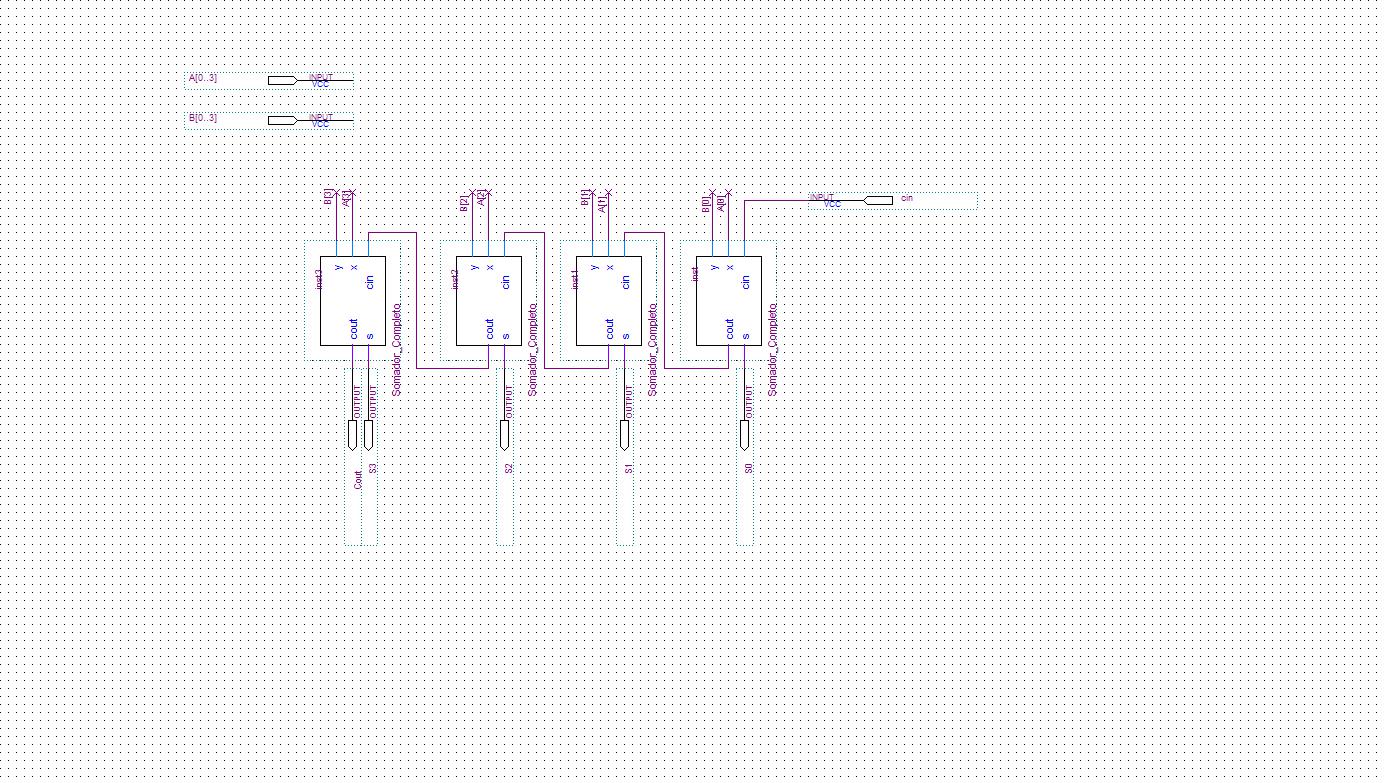 A[0..3]
INPUT
VCC
B[0..3]
INPUT
VCC
B[3]
A[3]
B[2]
A[2]
B[1]
A[1]
B[0]
A[0]
INPUT
VCC
cin
inst3
y
x
cin
cout
s
Somador_Completo
inst2
y
x
cin
cout
s
Somador_Completo
inst1
y
x
cin
cout
s
Somador_Completo
inst
y
x
cin
cout
s
Somador_Completo
OUTPUT
OUTPUT
OUTPUT
OUTPUT
OUTPUT
Cout
S3
S2
S1
S0